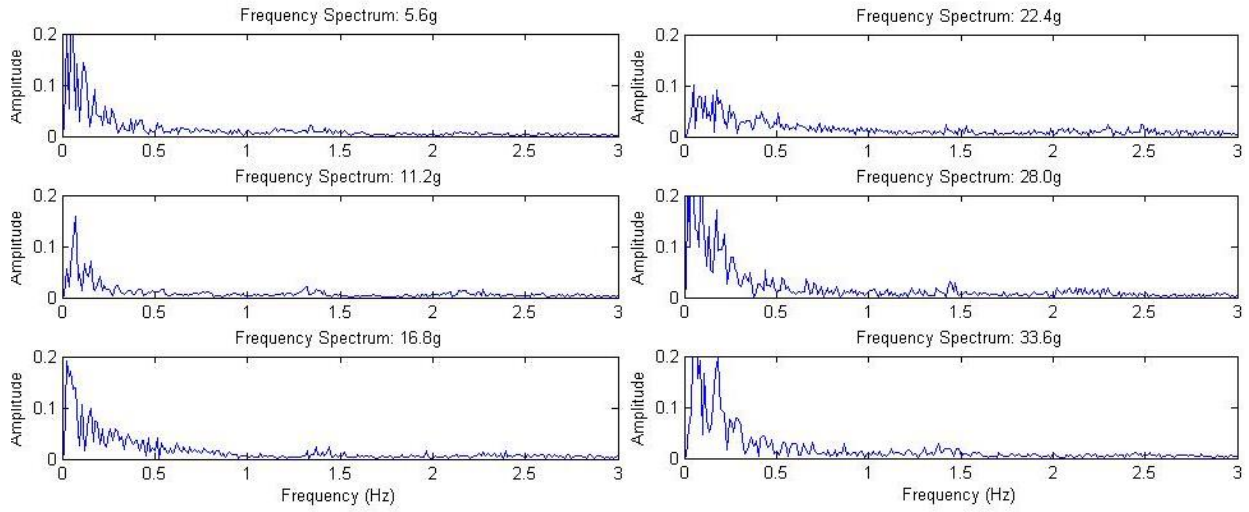 Frequency Spectrum: 5.6g
Amplitude
0.2
0.1
0
0 0.5 1 1.5 2 2.5 3
Frequency Spectrum: 11.2g
Amplitude
0.2
0.1
0
0 0.5 1 1.5 2 2.5 3
Frequency Spectrum: 16.8g
Amplitude
0.2
0.1
0
0 0.5 1 1.5 2 2.5 3
Frequency (Hz)
Frequency Spectrum: 22.4g
Amplitude
0.2
0.1
0
0 0.5 1 1.5 2 2.5 3
Frequency Spectrum: 28.0g
Amplitude
0.2
0.1
0
0 0.5 1 1.5 2 2.5 3
Frequency Spectrum: 33.6g
Amplitude
0.2
0.1
0
0 0.5 1 1.5 2 2.5 3
Frequency (Hz)